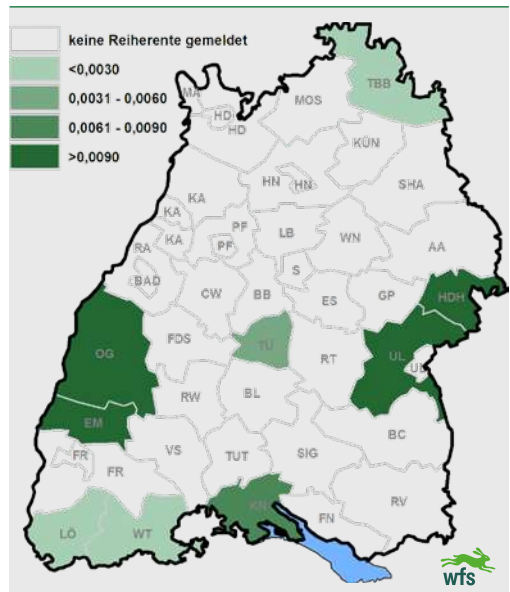 keine Reiherente gemeldet
<0,0030
0,0031 - 0,0060
0,0061 - 0,0090
>0,0090
TBB
MA
MOS
HD
HD
KÜN
HN
HN
SHA
KA
KA
KA
PF
PF
LB
WN
AA
RA
BAD
S
CW
BB
ES
GP
HDH
OG
FDS
TÜ
RT
UL
UL
RW
BL
EM
BC
FR
FR
VS
TUT
SIG
KN
RV
FN
LÖ
WT
wfs